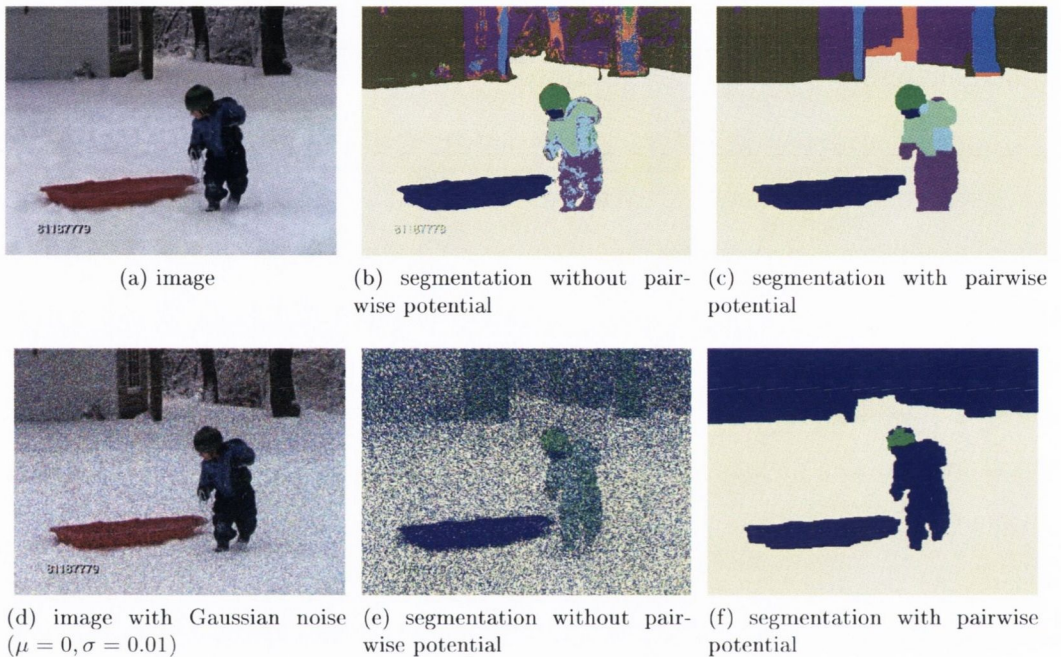 81187779
81187779
(a) image
(b) segmentation without pair-
wise potential
(c) segmentation with pairwise
potential
81187779
(d) image with Gaussian noise
(μ = 0, σ = 0.01)
(e) segmentation without pair-
wise potential
(f) segmentation with pairwise
potential